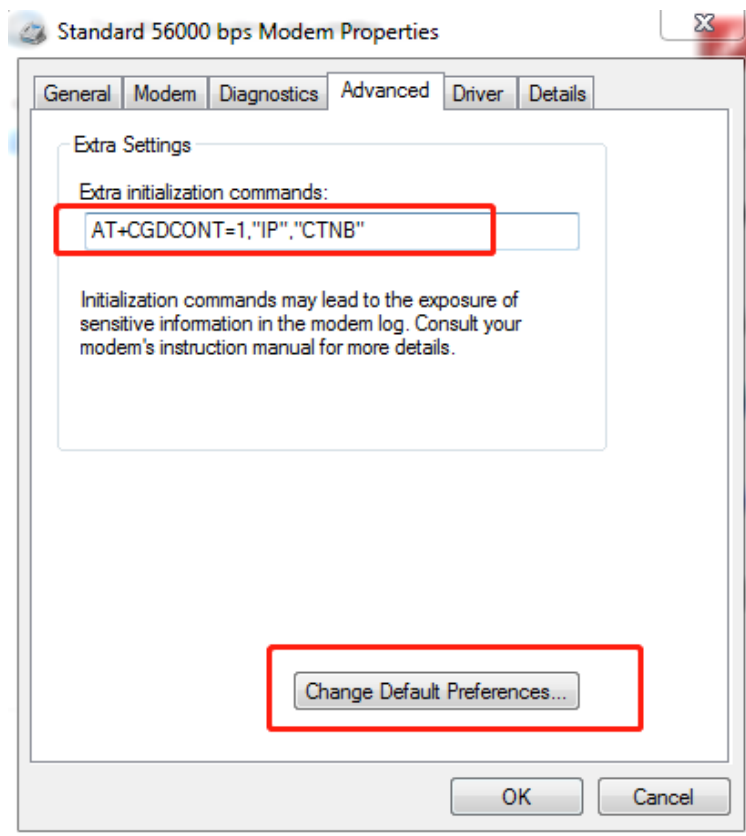 Standard 56000 bps Modem Properties
General Modem Diagnostics Advanced Driver Details
Extra Settings
Extra initialization commands:
AT+CGDCONT=1,"IP","CTNB"
Initialization commands may lead to the exposure of
sensitive information in the modem log. Consult your
modem's instruction manual for more details.
Change Default Preferences...
OK Cancel